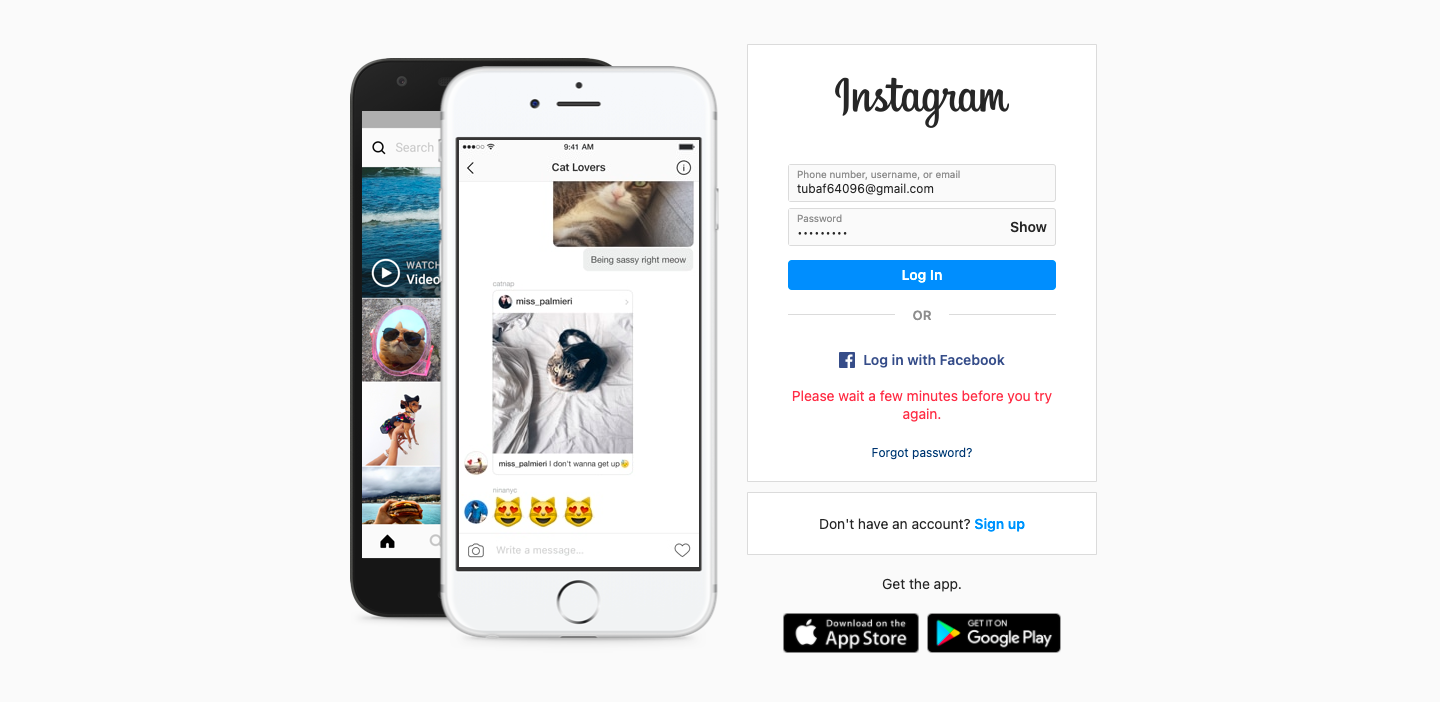 Search
WATCH
Video
9:41 AM
Cat Lovers
Being sassy right meow
catnap
miss_palmieri
miss_palmieri I don't wanna get up
ninanyc
Write a message...
Instagram
Phone number, username, or email
tubaf64096@gmail.com
Password
•••••••••
Show
Log In
OR
Log in with Facebook
Please wait a few minutes before you try
again.
Forgot password?
Don't have an account? Sign up
Get the app.
Download on the
App Store
GET IT ON
Google Play